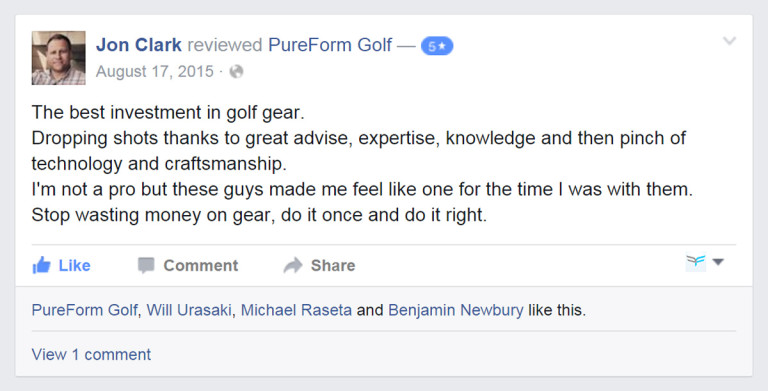 Jon Clark reviewed PureForm Golf — 5★
August 17, 2015 ·
The best investment in golf gear.
Dropping shots thanks to great advise, expertise, knowledge and then pinch of
technology and craftsmanship.
I'm not a pro but these guys made me feel like one for the time I was with them.
Stop wasting money on gear, do it once and do it right.
Like Comment Share
PureForm Golf, Will Urasaki, Michael Raseta and Benjamin Newbury like this.
View 1 comment